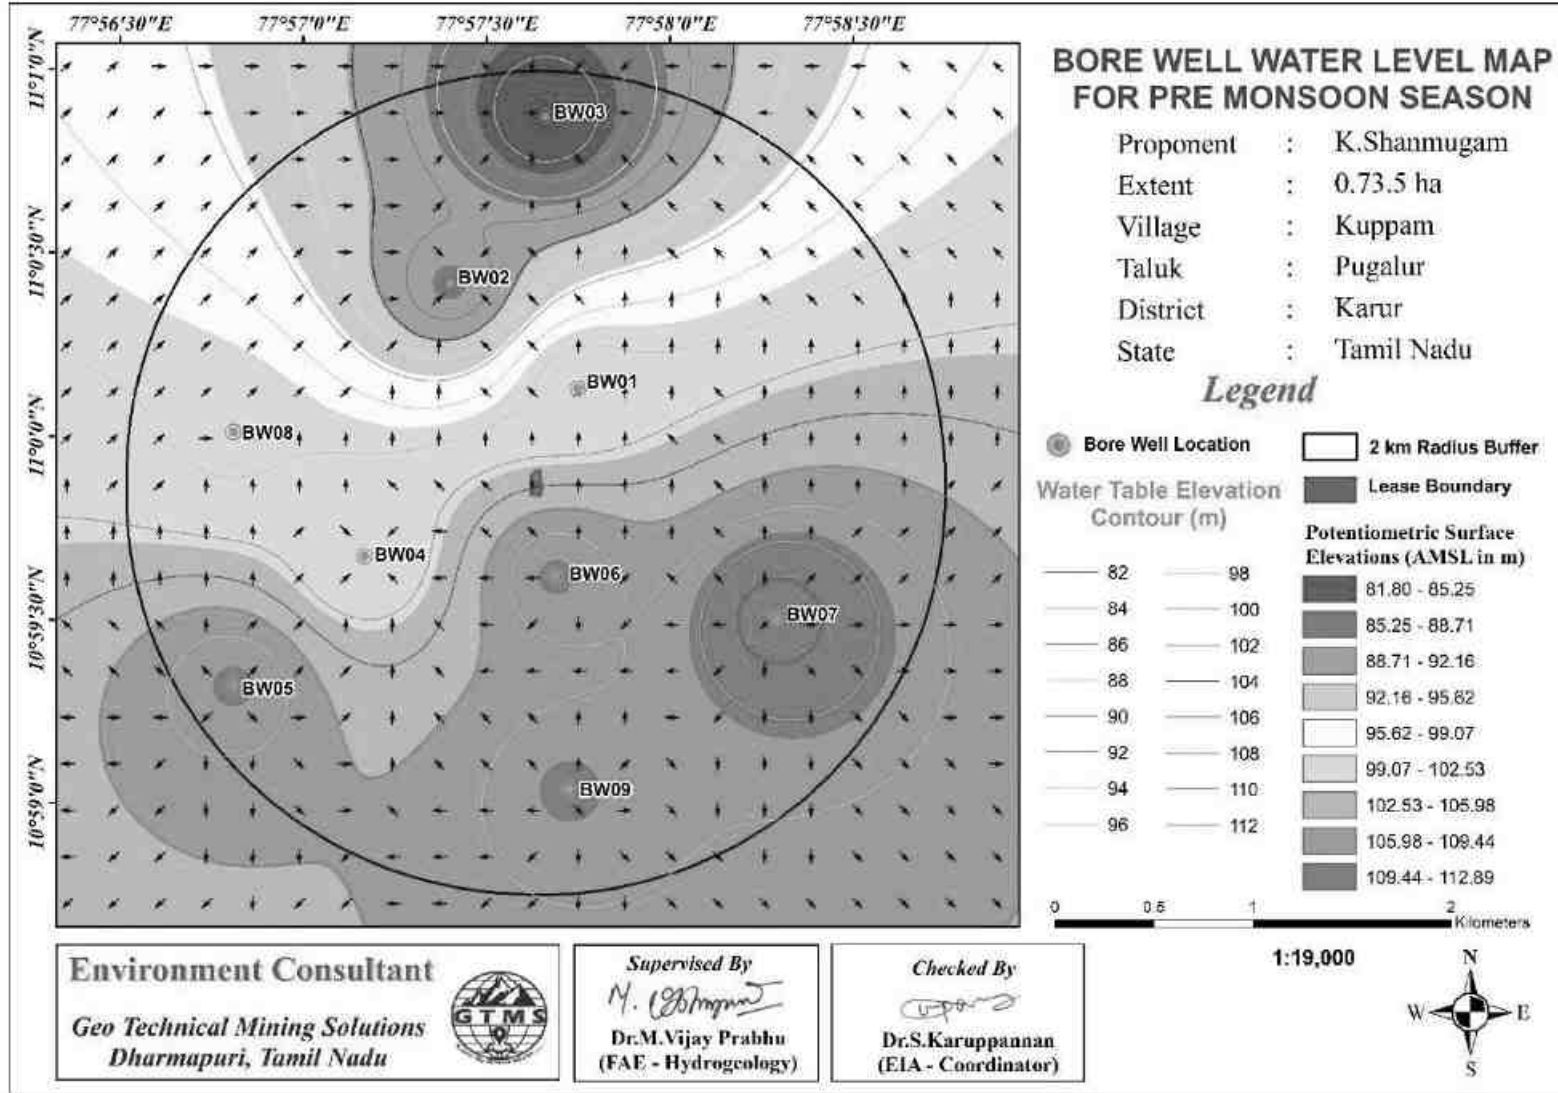 77°56'30"E 77°57'0"E 77°57'30"E 77°58'0"E 77°58'30"E
11°1'0"N
11°0'30"N
11°0'0"N
10°59'30"N
10°59'0"N
BW03
BW02
BW01
BW08
BW04
BW06
BW07
BW05
BW09
BORE WELL WATER LEVEL MAP
FOR PRE MONSOON SEASON
Proponent : K.Shanmugam
Extent : 0.73.5 ha
Village : Kuppam
Taluk : Pugalur
District : Karur
State : Tamil Nadu
Legend
Bore Well Location
2 km Radius Buffer
Lease Boundary
Water Table Elevation
Contour (m)
82 98
84 100
86 102
88 104
90 106
92 108
94 110
96 112
Potentiometric Surface
Elevations (AMSL in m)
81.80 - 85.25
85.25 - 88.71
88.71 - 92.16
92.16 - 95.62
95.62 - 99.07
99.07 - 102.53
102.53 - 105.98
105.98 - 109.44
109.44 - 112.89
0 0.5 1 2
Kilometers
1:19,000
N
W E
S
Environment Consultant
Geo Technical Mining Solutions
Dharmapuri, Tamil Nadu
GTMS
Supervised By
Dr.M.Vijay Prabhu
(FAE - Hydrogeology)
Checked By
Dr.S.Karuppannan
(EIA - Coordinator)